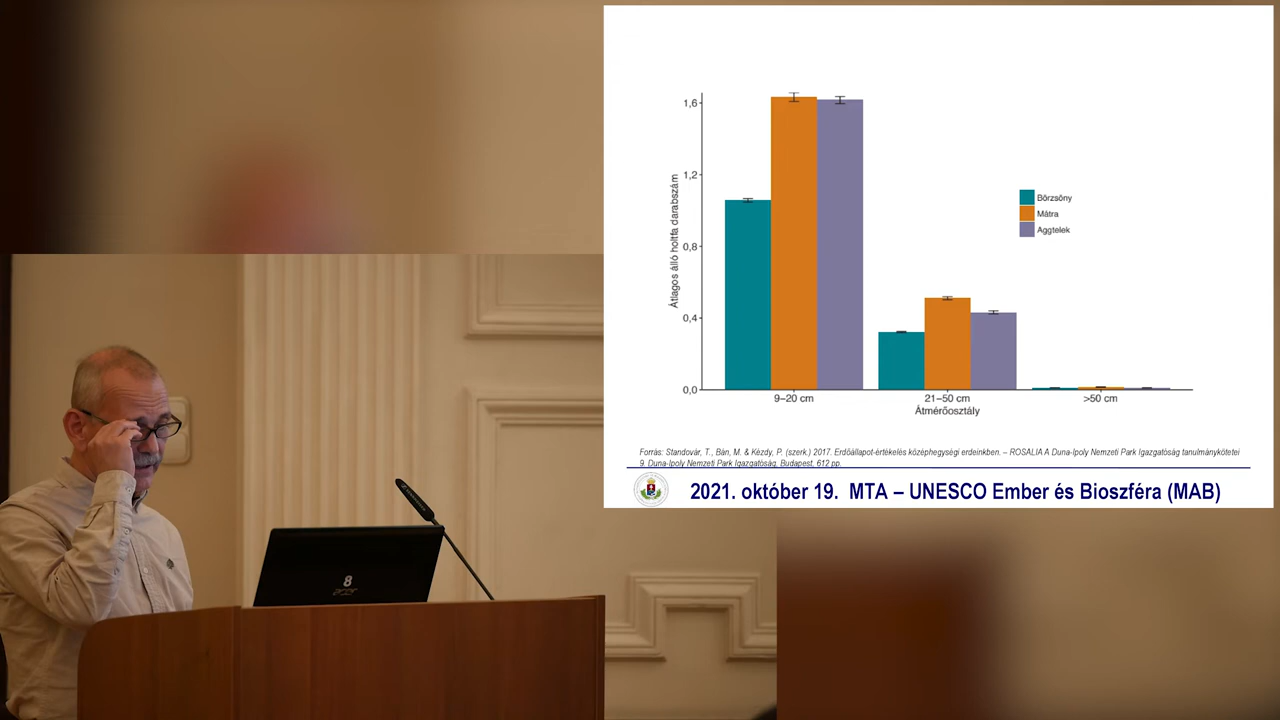 1,6
1,2
0,8
0,4
0,0
Átlagos álló holtfa darabszám
Börzsöny
Mátra
Aggtelek
9–20 cm
21–50 cm
>50 cm
Átmérőosztály
Forrás: Standovár, T., Bán, M. & Kézdy, P. (szerk.) 2017. Erdőállapot-értékelés középhegységi erdeinkben. – ROSALIA A Duna-Ipoly Nemzeti Park Igazgatóság tanulmánykötetei
9. Duna-Ipoly Nemzeti Park Igazgatóság, Budapest, 612 pp.
2021. október 19. MTA – UNESCO Ember és Bioszféra (MAB)
8